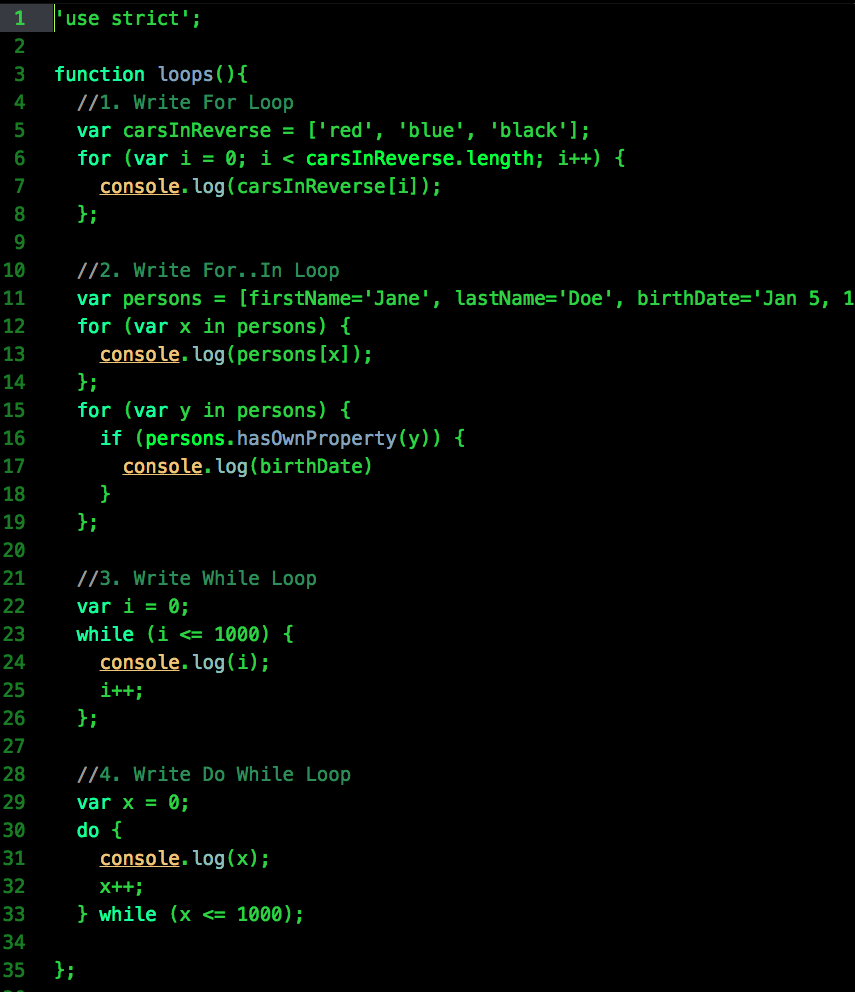 1 'use strict';
2
3 function loops(){
4   //1. Write For Loop
5   var carsInReverse = ['red', 'blue', 'black'];
6   for (var i = 0; i < carsInReverse.length; i++) {
7     console.log(carsInReverse[i]);
8   };
9
10   //2. Write For..In Loop
11   var persons = [firstName='Jane', lastName='Doe', birthDate='Jan 5, 1
12   for (var x in persons) {
13     console.log(persons[x]);
14   };
15   for (var y in persons) {
16     if (persons.hasOwnProperty(y)) {
17       console.log(birthDate)
18     }
19   };
20
21   //3. Write While Loop
22   var i = 0;
23   while (i <= 1000) {
24     console.log(i);
25     i++;
26   };
27
28   //4. Write Do While Loop
29   var x = 0;
30   do {
31     console.log(x);
32     x++;
33   } while (x <= 1000);
34
35 };